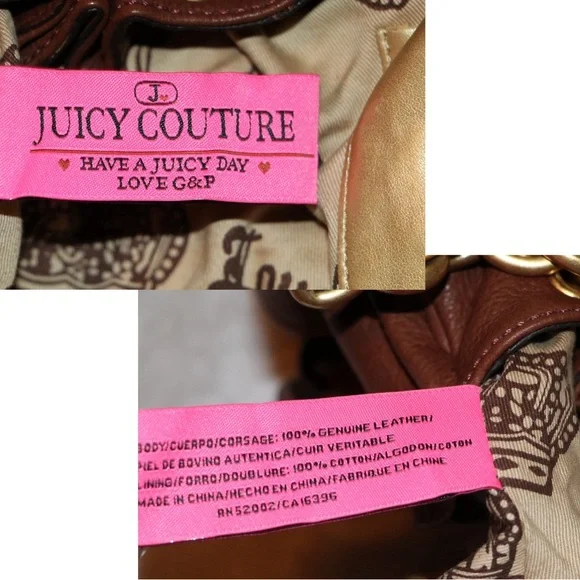 J
JUICY COUTURE
HAVE A JUICY DAY
LOVE G&P
BODY/CUERPO/CORSAGE: 100% GENUINE LEATHER/
PIEL DE BOVINO AUTENTICA/CUIR VERITABLE
LINING/FORRO/DOUBLURE: 100% COTTON/ALGODON/COTON
MADE IN CHINA/HECHO EN CHINA/FABRIQUE EN CHINE
RN52002/CA16396